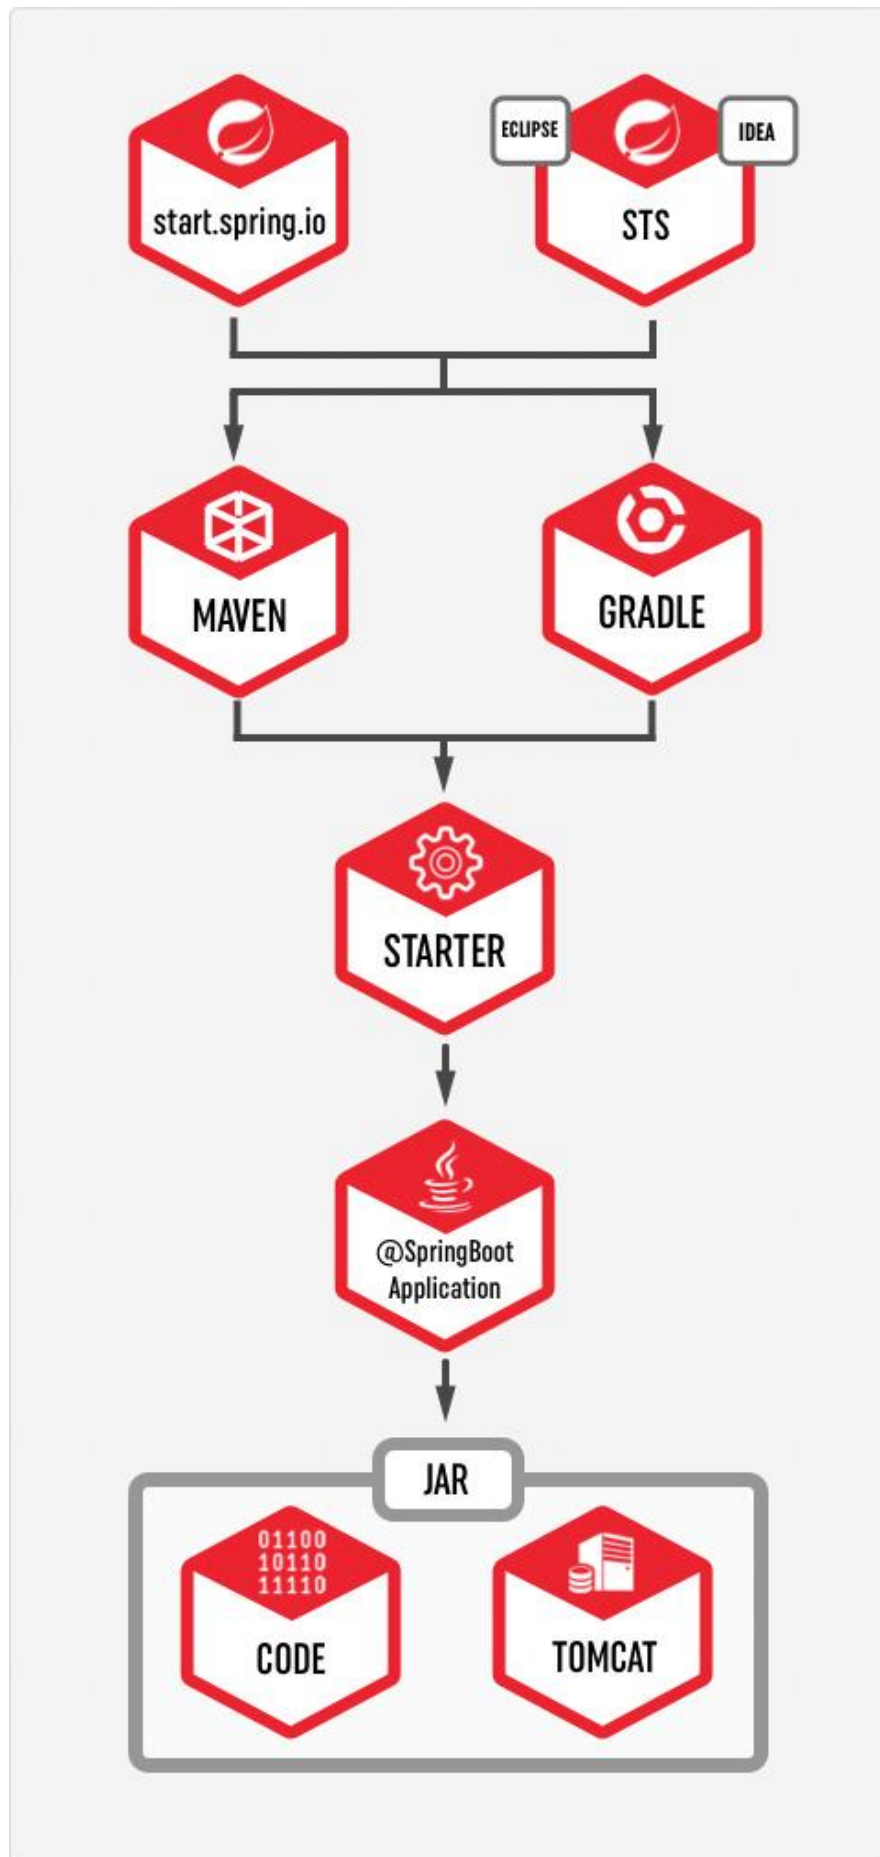 start.spring.io
ECLIPSE
IDEA
STS
MAVEN
GRADLE
STARTER
@SpringBoot
Application
JAR
01100
10110
11110
CODE
TOMCAT